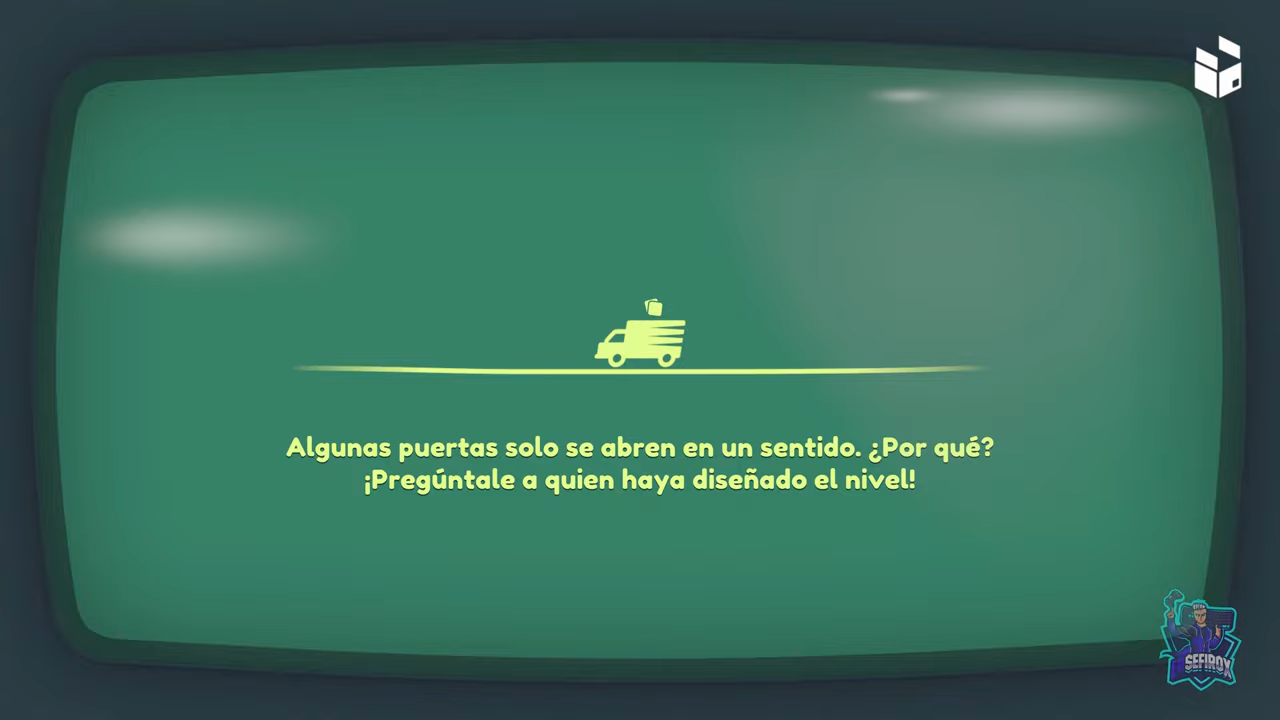 Algunas puertas solo se abren en un sentido. ¿Por qué?
¡Pregúntale a quien haya diseñado el nivel!
SEFIROX